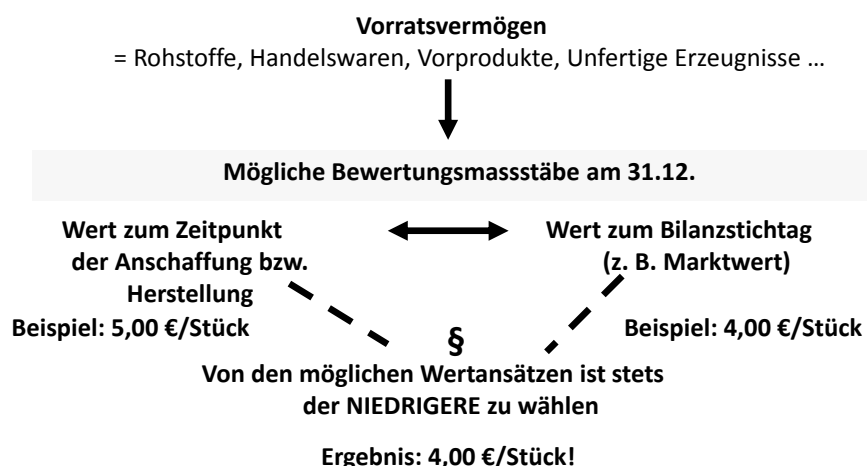 Vorratsvermögen
= Rohstoffe, Handelswaren, Vorprodukte, Unfertige Erzeugnisse ...
Mögliche Bewertungsmassstäbe am 31.12.
Wert zum Zeitpunkt
der Anschaffung bzw.
Herstellung
Beispiel: 5,00 €/Stück
Wert zum Bilanzstichtag
(z. B. Marktwert)
Beispiel: 4,00 €/Stück
§
Von den möglichen Wertansätzen ist stets
der NIEDRIGERE zu wählen
Ergebnis: 4,00 €/Stück!